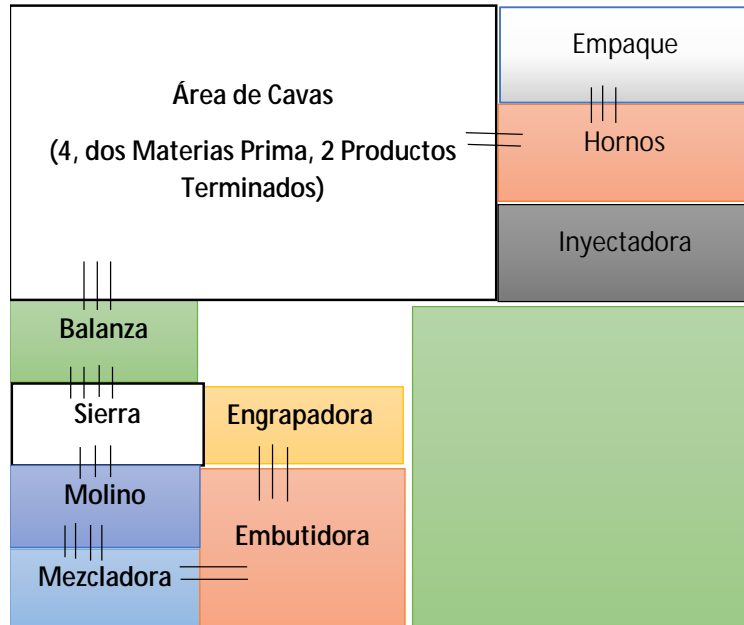 Área de Cavas
(4, dos Materias Prima, 2 Productos
Terminados)
Empaque
Hornos
Inyectadora
Balanza
Sierra
Engrapadora
Molino
Embutidora
Mezcladora